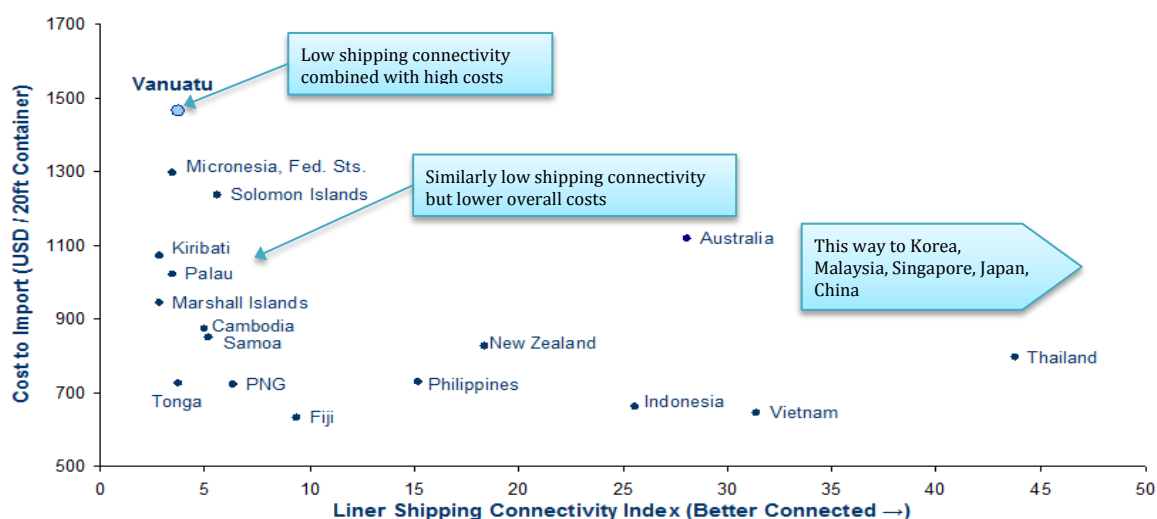 Cost to Import (USD / 20ft Container)
1700
1500
1300
1100
900
700
500
Low shipping connectivity
combined with high costs
Vanuatu
Micronesia, Fed. Sts.
Solomon Islands
Similarly low shipping connectivity
but lower overall costs
Kiribati
Palau
Australia
This way to Korea,
Malaysia, Singapore, Japan,
China
Marshall Islands
Cambodia
Samoa
New Zealand
Thailand
Tonga
PNG
Philippines
Fiji
Indonesia
Vietnam
0 5 10 15 20 25 30 35 40 45 50
Liner Shipping Connectivity Index (Better Connected →)